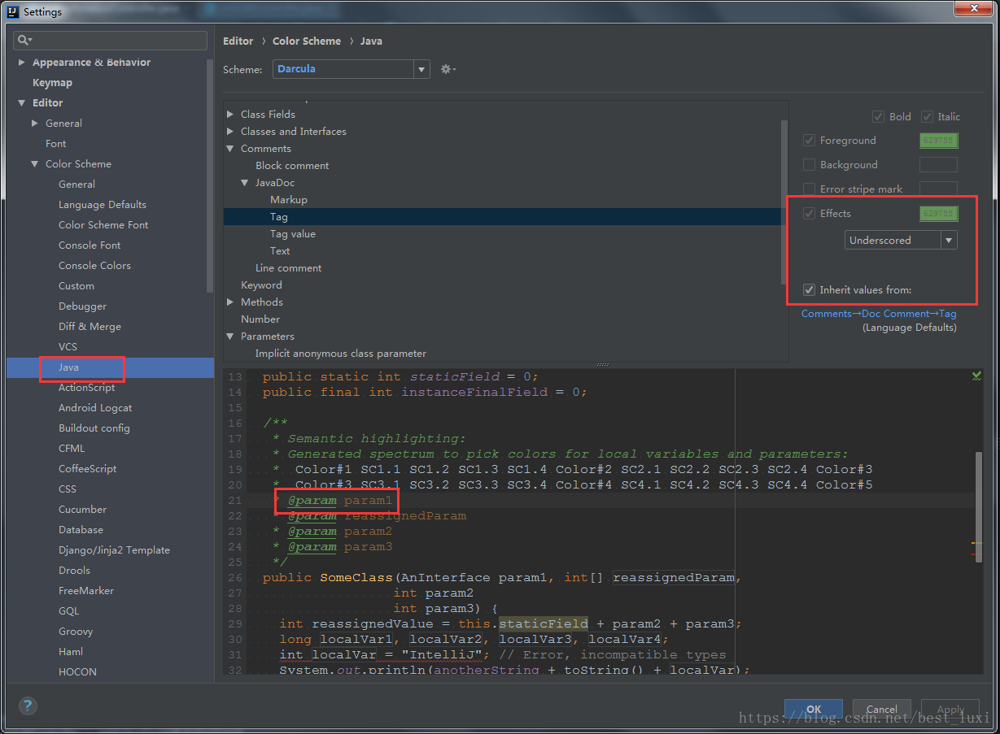 Settings
Appearance & Behavior
Keymap
Editor
General
Font
Color Scheme
General
Language Defaults
Color Scheme Font
Console Font
Console Colors
Custom
Debugger
Diff & Merge
VCS
Java
ActionScript
Android Logcat
Buildout config
CFML
CoffeeScript
CSS
Cucumber
Database
Django/Jinja2 Template
Drools
FreeMarker
GQL
Groovy
Haml
HOCON
Editor › Color Scheme › Java
Scheme: Darcula
Class Fields
Classes and Interfaces
Comments
Block comment
JavaDoc
Markup
Tag
Tag value
Text
Line comment
Keyword
Methods
Number
Parameters
Implicit anonymous class parameter
Bold Italic
Foreground 629755
Background
Error stripe mark
Effects 629755
Underscored
Inherit values from:
Comments→Doc Comment→Tag
(Language Defaults)
13 public static int staticField = 0;
14 public final int instanceFinalField = 0;
15
16 /**
17 * Semantic highlighting:
18 * Generated spectrum to pick colors for local variables and parameters:
19 * Color#1 SC1.1 SC1.2 SC1.3 SC1.4 Color#2 SC2.1 SC2.2 SC2.3 SC2.4 Color#3
20 * Color#3 SC3.1 SC3.2 SC3.3 SC3.4 Color#4 SC4.1 SC4.2 SC4.3 SC4.4 Color#5
21 * @param param1
22 * @param reassignedParam
23 * @param param2
24 * @param param3
25 */
26 public SomeClass(AnInterface param1, int[] reassignedParam,
27 int param2
28 int param3) {
29 int reassignedValue = this.staticField + param2 + param3;
30 long localVar1, localVar2, localVar3, localVar4;
31 int localVar = "IntelliJ"; // Error, incompatible types
32 System.out.println(anotherString + toString() + localVar);
?
OK Cancel Apply
https://blog.csdn.net/best_luxi